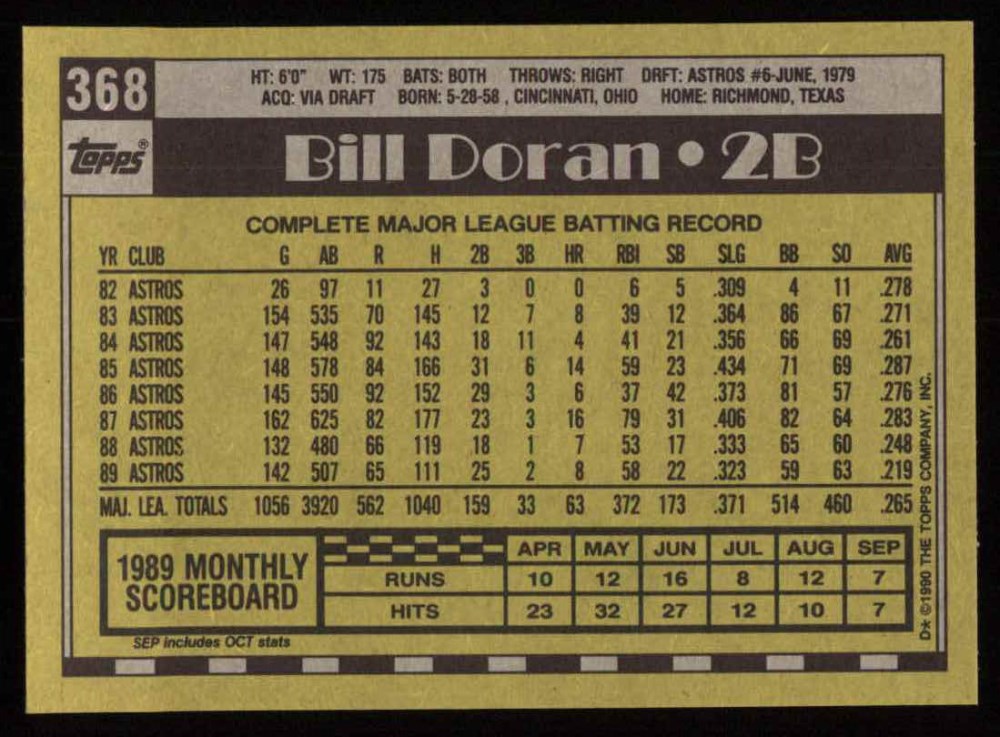 368
HT: 6'0" WT: 175 BATS: BOTH THROWS: RIGHT DRFT: ASTROS #6-JUNE, 1979
ACQ: VIA DRAFT BORN: 5-28-58 , CINCINNATI, OHIO HOME: RICHMOND, TEXAS
Topps®
Bill Doran • 2B
COMPLETE MAJOR LEAGUE BATTING RECORD
YR CLUB G AB R H 2B 3B HR RBI SB SLG BB SO AVG
82 ASTROS 26 97 11 27 3 0 0 6 5 .309 4 11 .278
83 ASTROS 154 535 70 145 12 7 8 39 12 .364 86 67 .271
84 ASTROS 147 548 92 143 18 11 4 41 21 .356 66 69 .261
85 ASTROS 148 578 84 166 31 6 14 59 23 .434 71 69 .287
86 ASTROS 145 550 92 152 29 3 6 37 42 .373 81 57 .276
87 ASTROS 162 625 82 177 23 3 16 79 31 .406 82 64 .283
88 ASTROS 132 480 66 119 18 1 7 53 17 .333 65 60 .248
89 ASTROS 142 507 65 111 25 2 8 58 22 .323 59 63 .219
MAJ. LEA. TOTALS 1056 3920 562 1040 159 33 63 372 173 .371 514 460 .265
1989 MONTHLY
SCOREBOARD
APR MAY JUN JUL AUG SEP
RUNS 10 12 16 8 12 7
HITS 23 32 27 12 10 7
SEP includes OCT stats
D* ©1990 THE TOPPS COMPANY, INC.